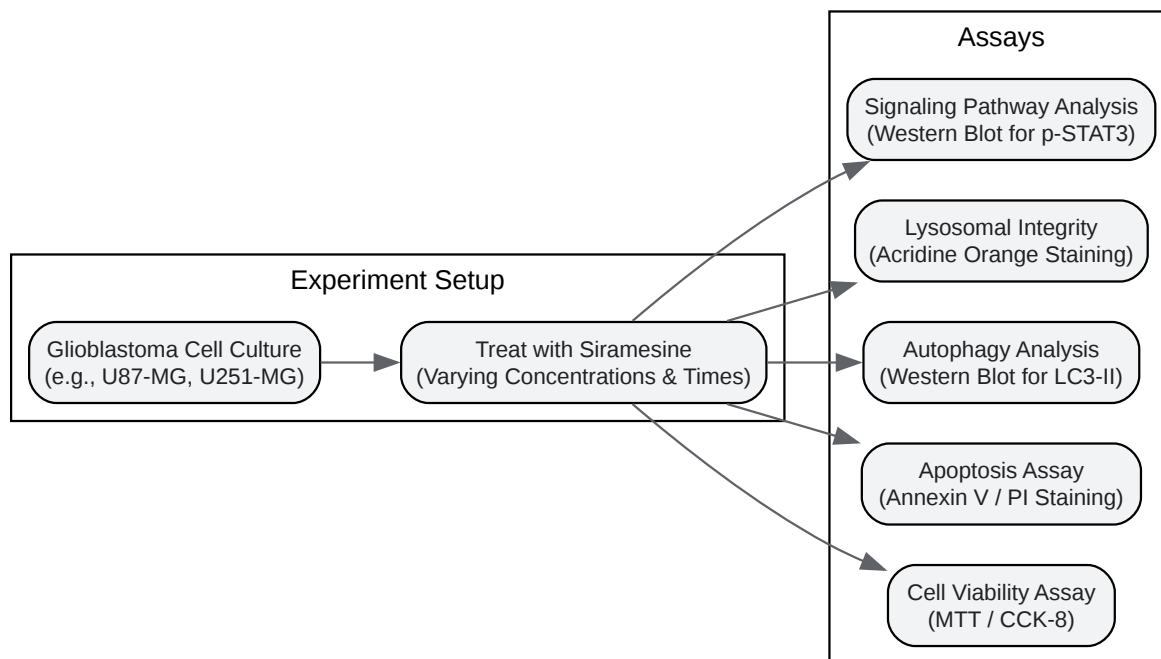 Experiment Setup
Glioblastoma Cell Culture
(e.g., U87-MG, U251-MG)
Treat with Siramesine
(Varying Concentrations & Times)
Assays
Signaling Pathway Analysis
(Western Blot for p-STAT3)
Lysosomal Integrity
(Acridine Orange Staining)
Autophagy Analysis
(Western Blot for LC3-II)
Apoptosis Assay
(Annexin V / PI Staining)
Cell Viability Assay
(MTT / CCK-8)